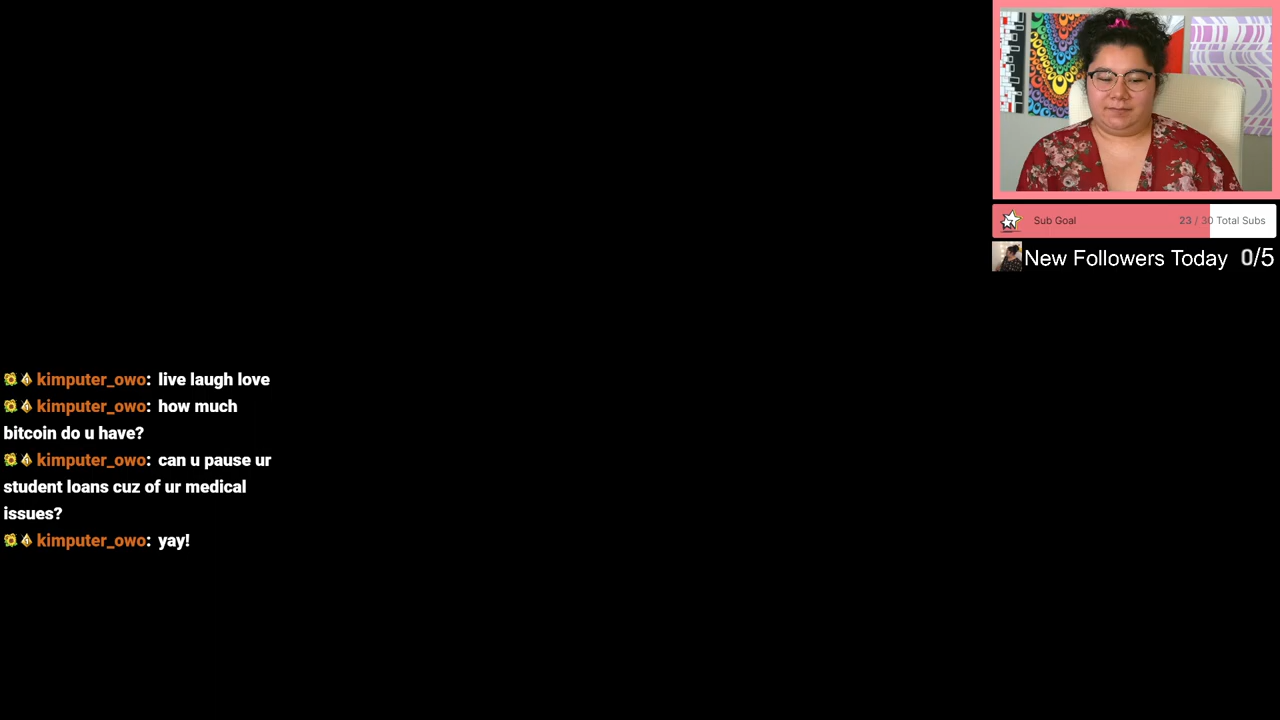 Sub Goal 23 / 30 Total Subs
New Followers Today 0/5
kimputer_owo: live laugh love
kimputer_owo: how much
bitcoin do u have?
kimputer_owo: can u pause ur
student loans cuz of ur medical
issues?
kimputer_owo: yay!